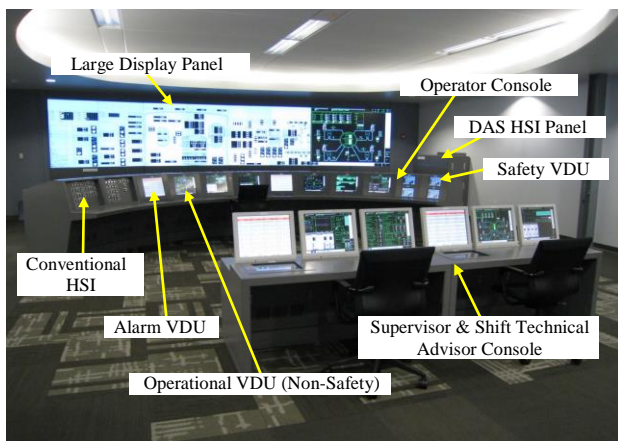 Large Display Panel
Operator Console
DAS HSI Panel
Safety VDU
Conventional
HSI
Alarm VDU
Operational VDU (Non-Safety)
Supervisor & Shift Technical
Advisor Console